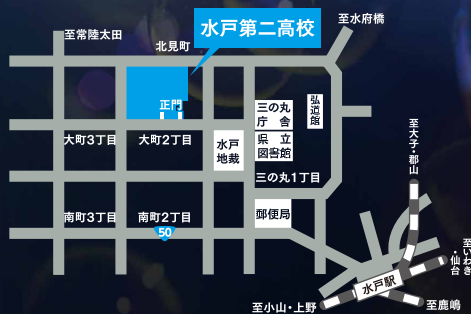 至水府橋
水戸第二高校
至常陸太田
北見町
正門
三の丸
庁 舎
弘道館
大町3丁目
大町2丁目
水戸
地裁
県 立
図書館
至大子・郡山
三の丸1丁目
南町3丁目
南町2丁目
郵便局
50
至いわき
・仙台
水戸駅
至小山・上野
至鹿嶋